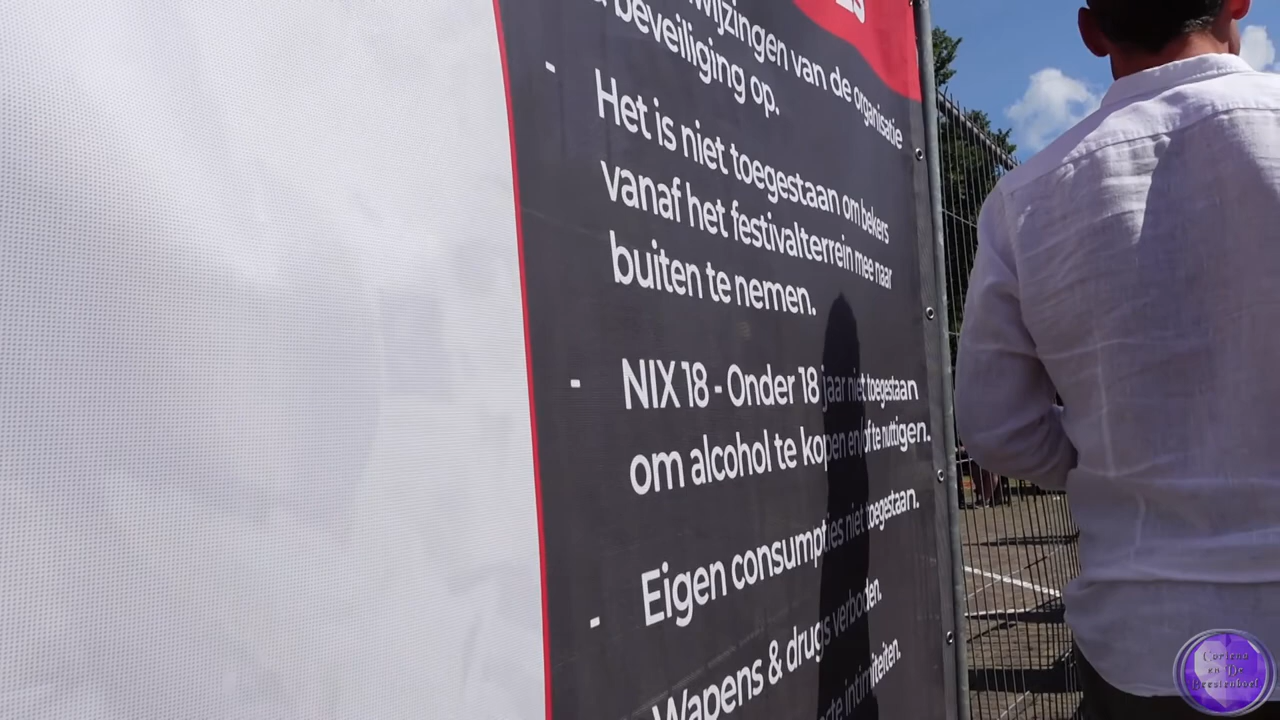 van de organisatie
beveiliging op.
- Het is niet toegestaan om bekers
vanaf het festivalterrein mee naar
buiten te nemen.
- NIX 18 - Onder 18 jaar niet toegestaan
om alcohol te kopen en/of te nuttigen.
- Eigen consumpties niet toegestaan.
- Wapens & drugs verboden.
intimiteiten.